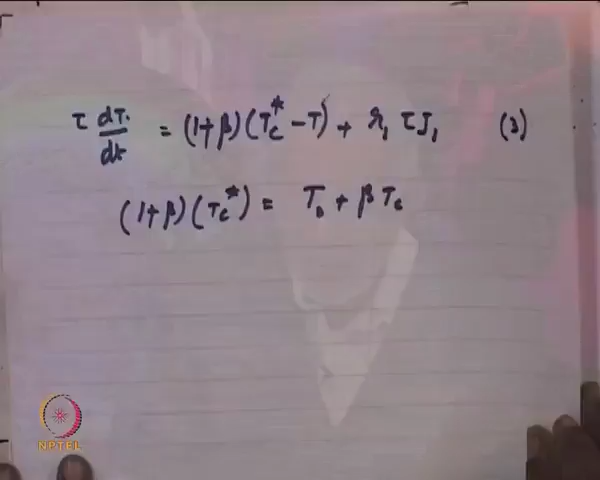 τ dT/dt = (1+β)(Tc* − T) + r₁ τ J₁ (3)
(1+β)(Tc*) = T₀ + β Tc
NPTEL